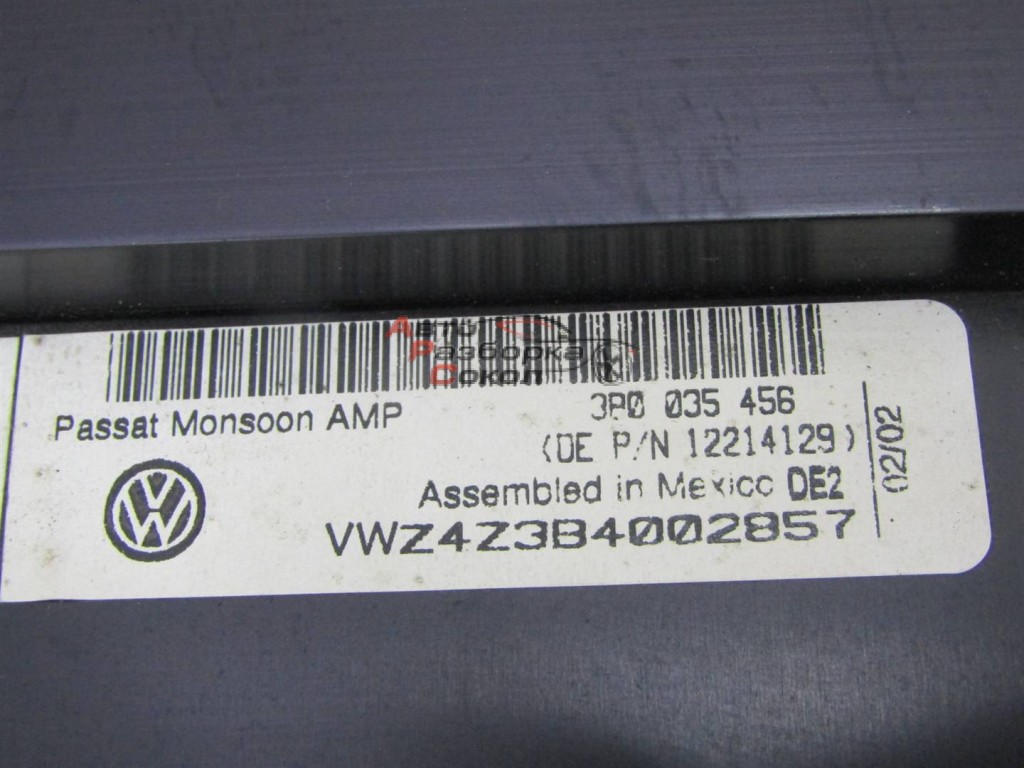 Авто
Разборка
Сокол
Passat Monsoon AMP
3B0 035 456
(DE P/N 12214129)
Assembled in Mexico DE2
VWZ4Z3B4002857
02/02